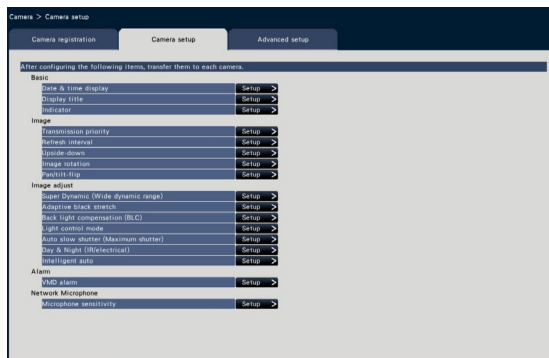 Camera > Camera setup
Camera registration
Camera setup
Advanced setup
After configuring the following items, transfer them to each camera.
Basic
Date & time display Setup >
Display title Setup >
Indicator Setup >
Image
Transmission priority Setup >
Refresh interval Setup >
Upside-down Setup >
Image rotation Setup >
Pan/tilt-flip Setup >
Image adjust
Super Dynamic (Wide dynamic range) Setup >
Adaptive black stretch Setup >
Back light compensation (BLC) Setup >
Light control mode Setup >
Auto slow shutter (Maximum shutter) Setup >
Day & Night (IR/electrical) Setup >
Intelligent auto Setup >
Alarm
VMD alarm Setup >
Network Microphone
Microphone sensitivity Setup >